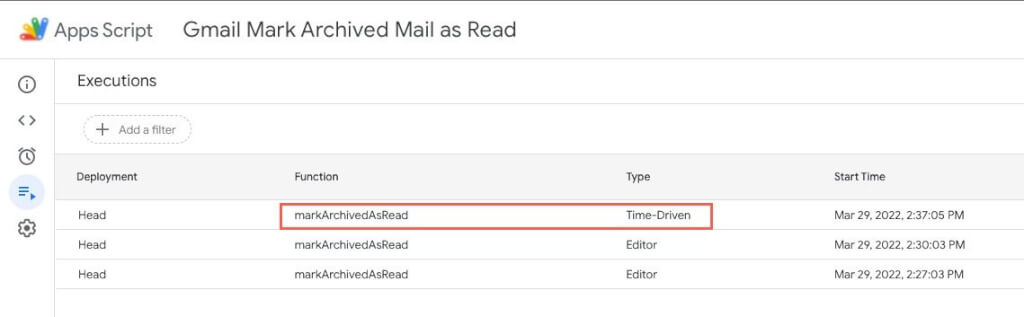 Apps Script Gmail Mark Archived Mail as Read
Executions
+ Add a filter
Deployment Function Type Start Time
Head markArchivedAsRead Time-Driven Mar 29, 2022, 2:37:05 PM
Head markArchivedAsRead Editor Mar 29, 2022, 2:30:03 PM
Head markArchivedAsRead Editor Mar 29, 2022, 2:27:03 PM